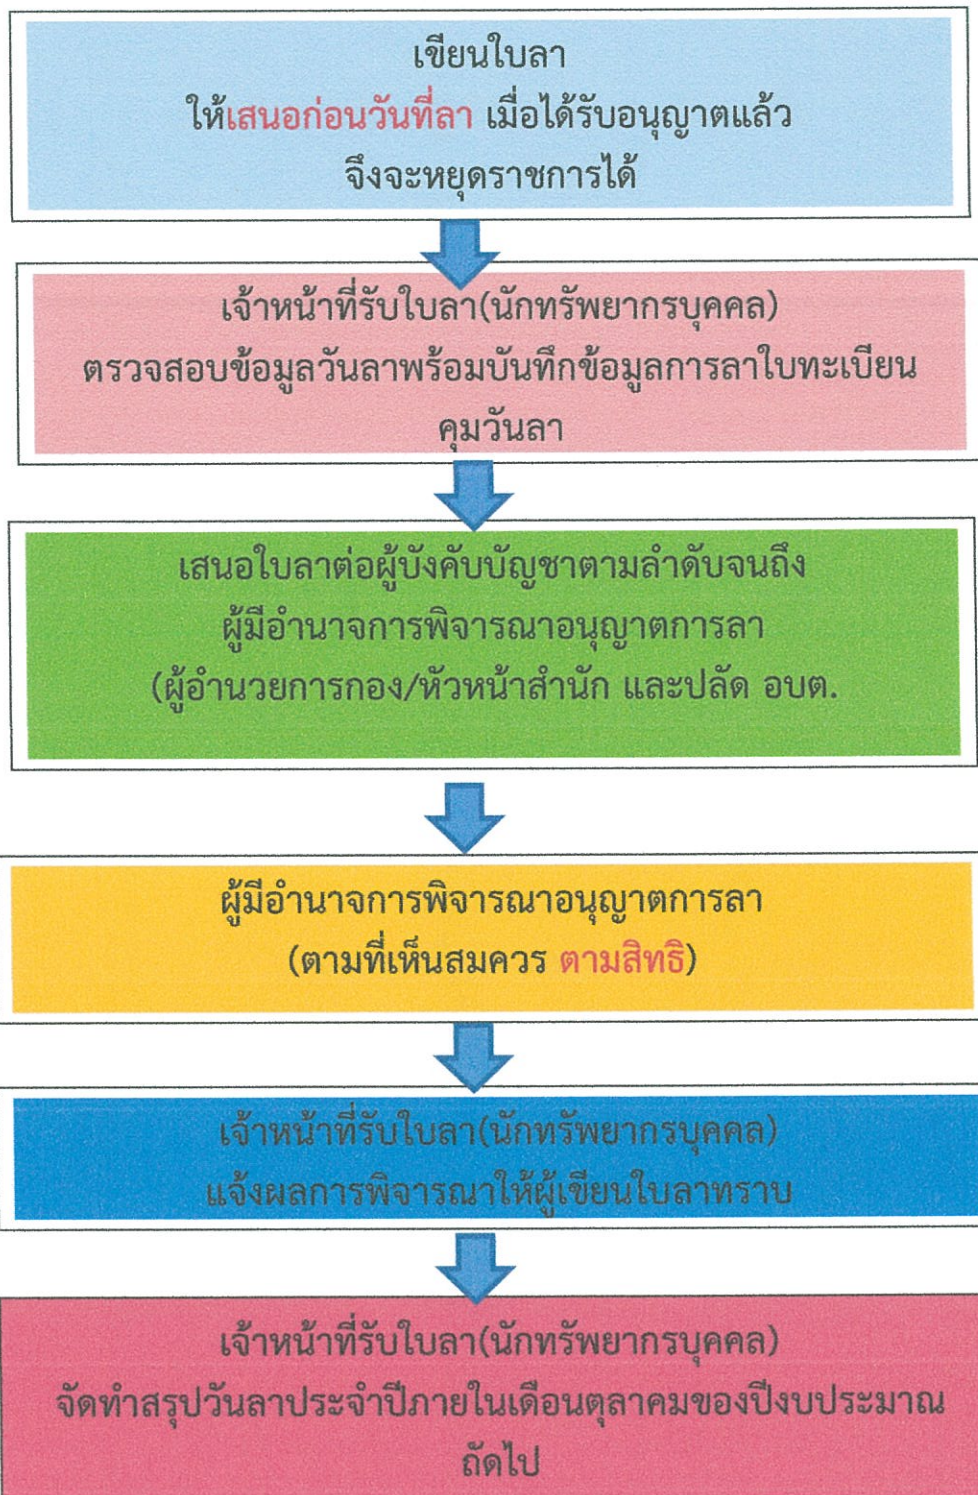 เขียนใบลา
ให้เสนอก่อนวันที่ลา เมื่อได้รับอนุญาตแล้ว
จึงจะหยุดราชการได้
เจ้าหน้าที่รับใบลา(นักทรัพยากรบุคคล)
ตรวจสอบข้อมูลวันลาพร้อมบันทึกข้อมูลการลาใบทะเบียน
คุมวันลา
เสนอใบลาต่อผู้บังคับบัญชาตามลำดับจนถึง
ผู้มีอำนาจการพิจารณาอนุญาตการลา
(ผู้อำนวยการกอง/หัวหน้าสำนัก และปลัด อบต.
ผู้มีอำนาจการพิจารณาอนุญาตการลา
(ตามที่เห็นสมควร ตามสิทธิ)
เจ้าหน้าที่รับใบลา(นักทรัพยากรบุคคล)
แจ้งผลการพิจารณาให้ผู้เขียนใบลาทราบ
เจ้าหน้าที่รับใบลา(นักทรัพยากรบุคคล)
จัดทำสรุปวันลาประจำปีภายในเดือนตุลาคมของปีงบประมาณ
ถัดไป